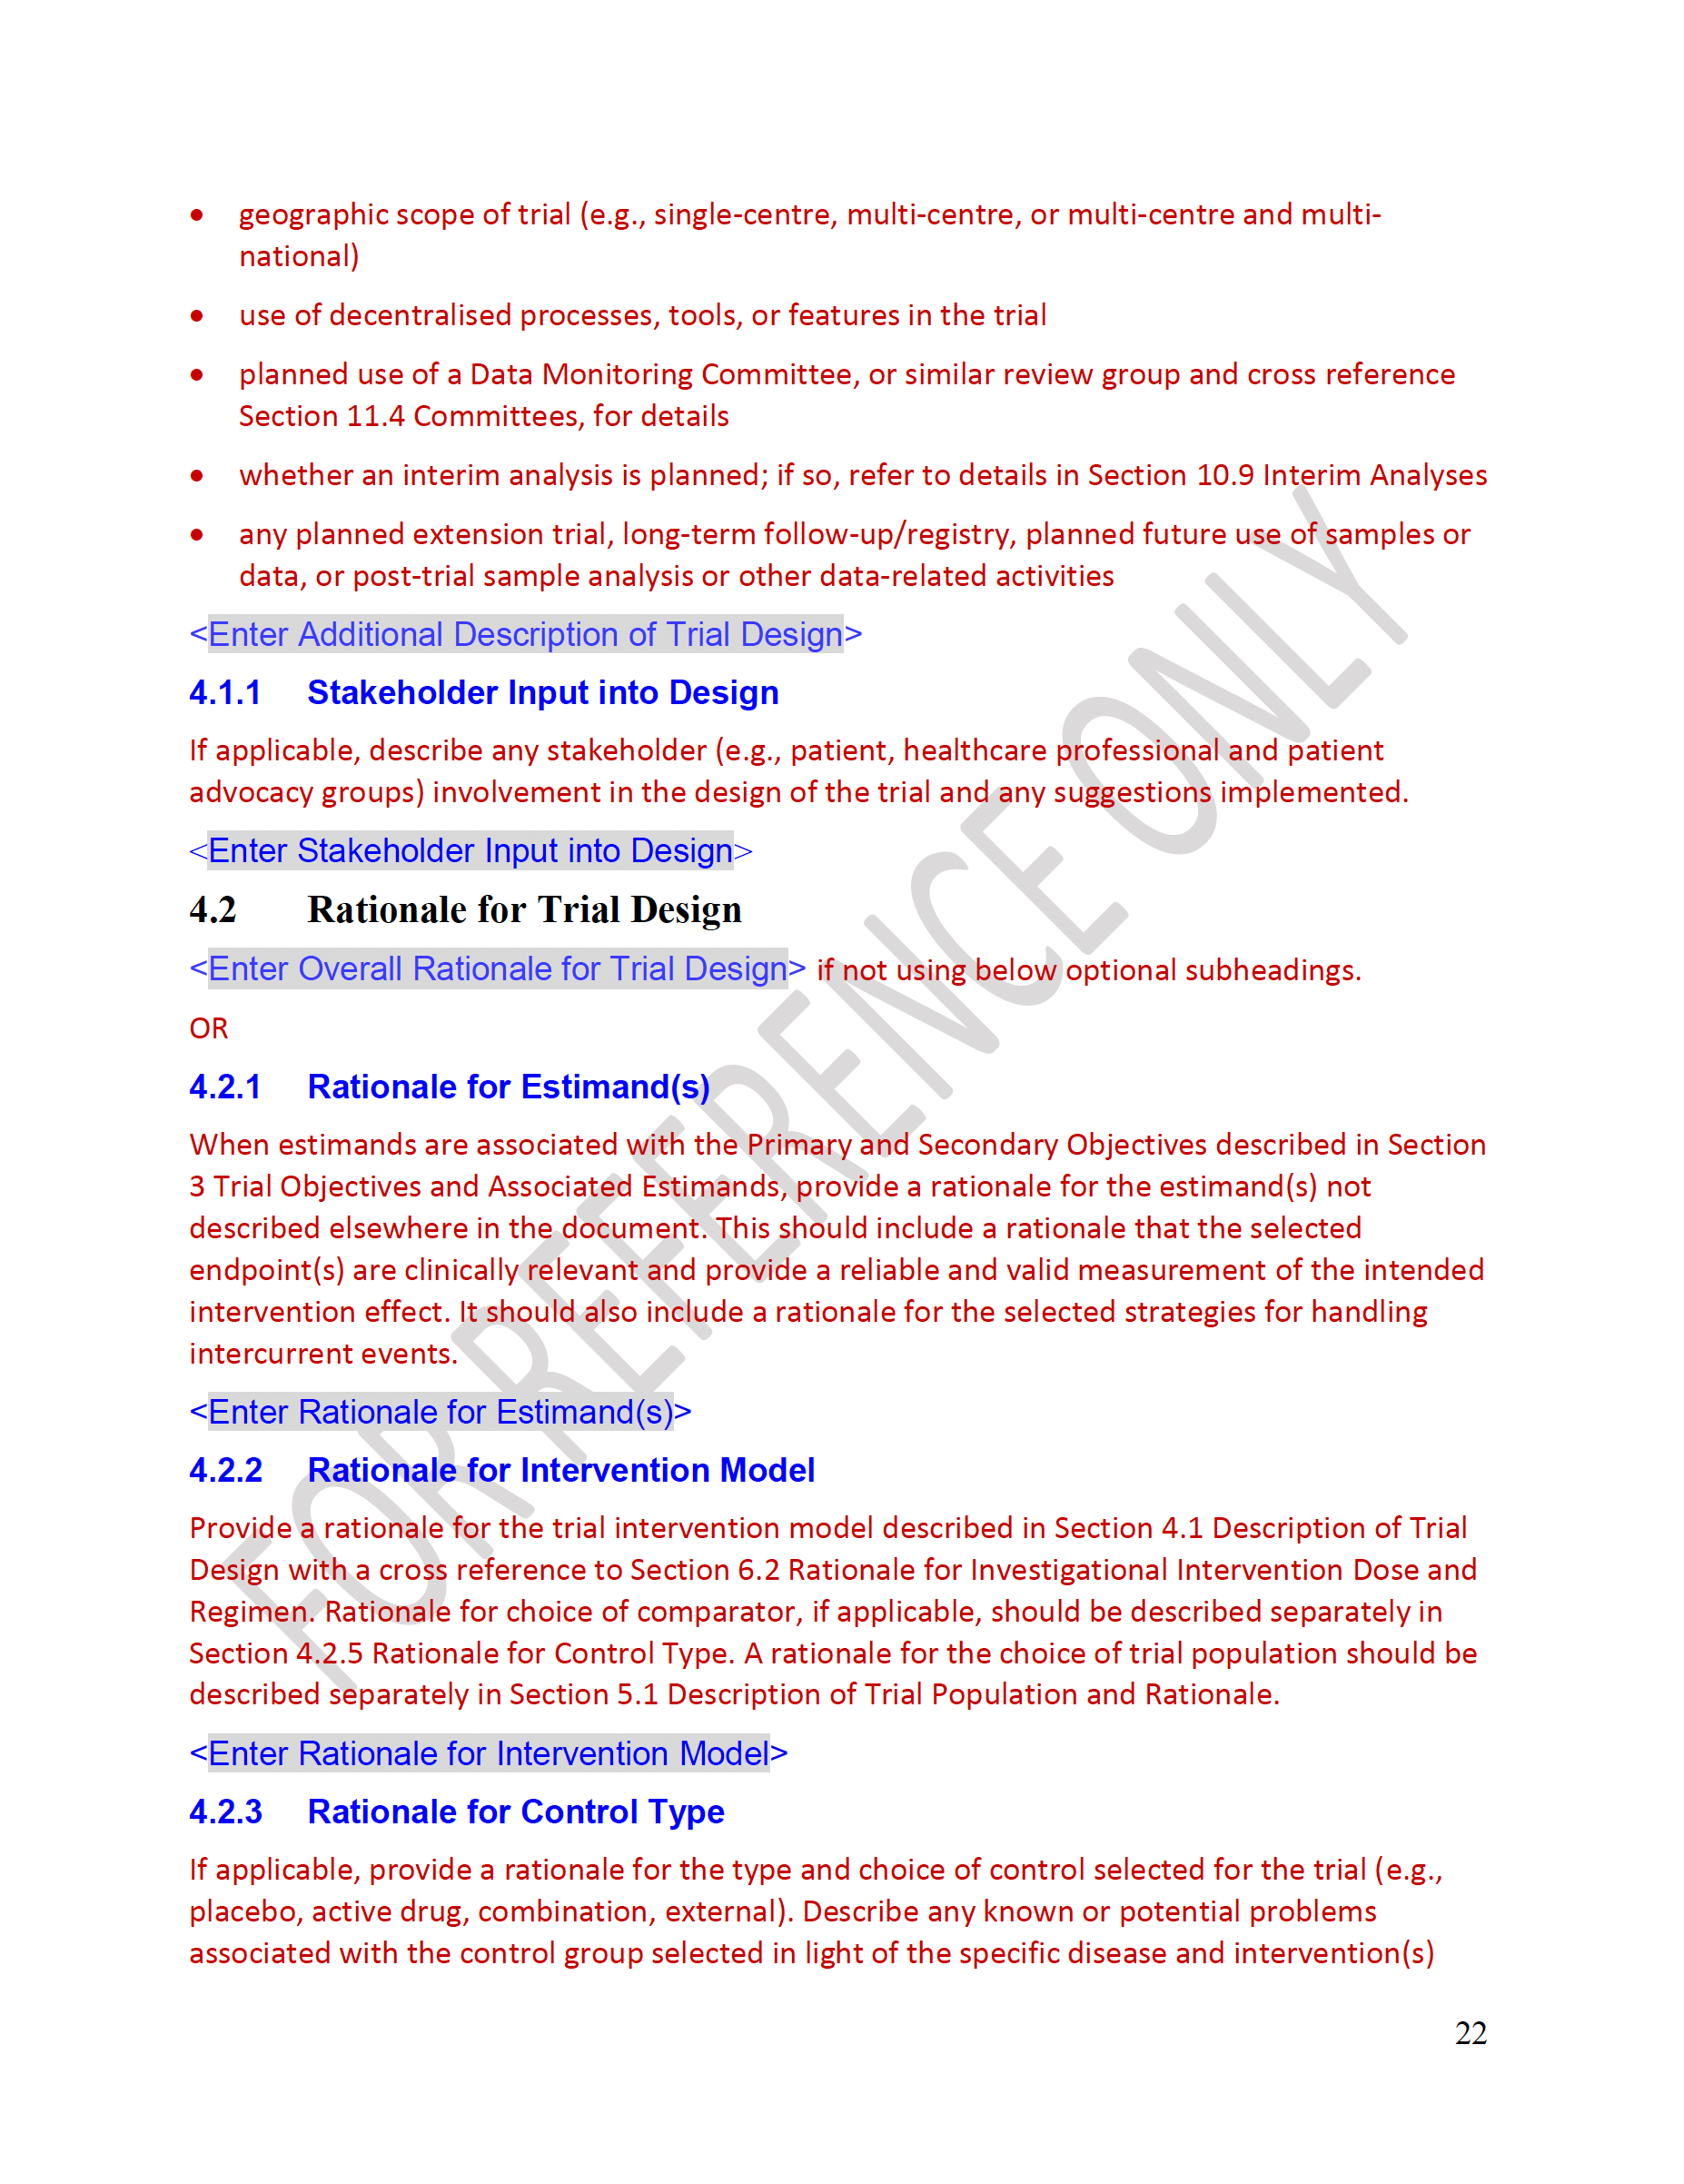 • geographic scope of trial (e.g., single-centre, multi-centre, or multi-centre and multi-
national)
• use of decentralised processes, tools, or features in the trial
• planned use of a Data Monitoring Committee, or similar review group and cross reference
Section 11.4 Committees, for details
• whether an interim analysis is planned; if so, refer to details in Section 10.9 Interim Analyses
• any planned extension trial, long-term follow-up/registry, planned future use of samples or
data, or post-trial sample analysis or other data-related activities
<Enter Additional Description of Trial Design>
4.1.1 Stakeholder Input into Design
If applicable, describe any stakeholder (e.g., patient, healthcare professional and patient
advocacy groups) involvement in the design of the trial and any suggestions implemented.
<Enter Stakeholder Input into Design>
4.2 Rationale for Trial Design
<Enter Overall Rationale for Trial Design> if not using below optional subheadings.
OR
4.2.1 Rationale for Estimand(s)
When estimands are associated with the Primary and Secondary Objectives described in Section
3 Trial Objectives and Associated Estimands, provide a rationale for the estimand(s) not
described elsewhere in the document. This should include a rationale that the selected
endpoint(s) are clinically relevant and provide a reliable and valid measurement of the intended
intervention effect. It should also include a rationale for the selected strategies for handling
intercurrent events.
<Enter Rationale for Estimand(s)>
4.2.2 Rationale for Intervention Model
Provide a rationale for the trial intervention model described in Section 4.1 Description of Trial
Design with a cross reference to Section 6.2 Rationale for Investigational Intervention Dose and
Regimen. Rationale for choice of comparator, if applicable, should be described separately in
Section 4.2.5 Rationale for Control Type. A rationale for the choice of trial population should be
described separately in Section 5.1 Description of Trial Population and Rationale.
<Enter Rationale for Intervention Model>
4.2.3 Rationale for Control Type
If applicable, provide a rationale for the type and choice of control selected for the trial (e.g.,
placebo, active drug, combination, external). Describe any known or potential problems
associated with the control group selected in light of the specific disease and intervention(s)
22
FOR REFERENCE ONLY